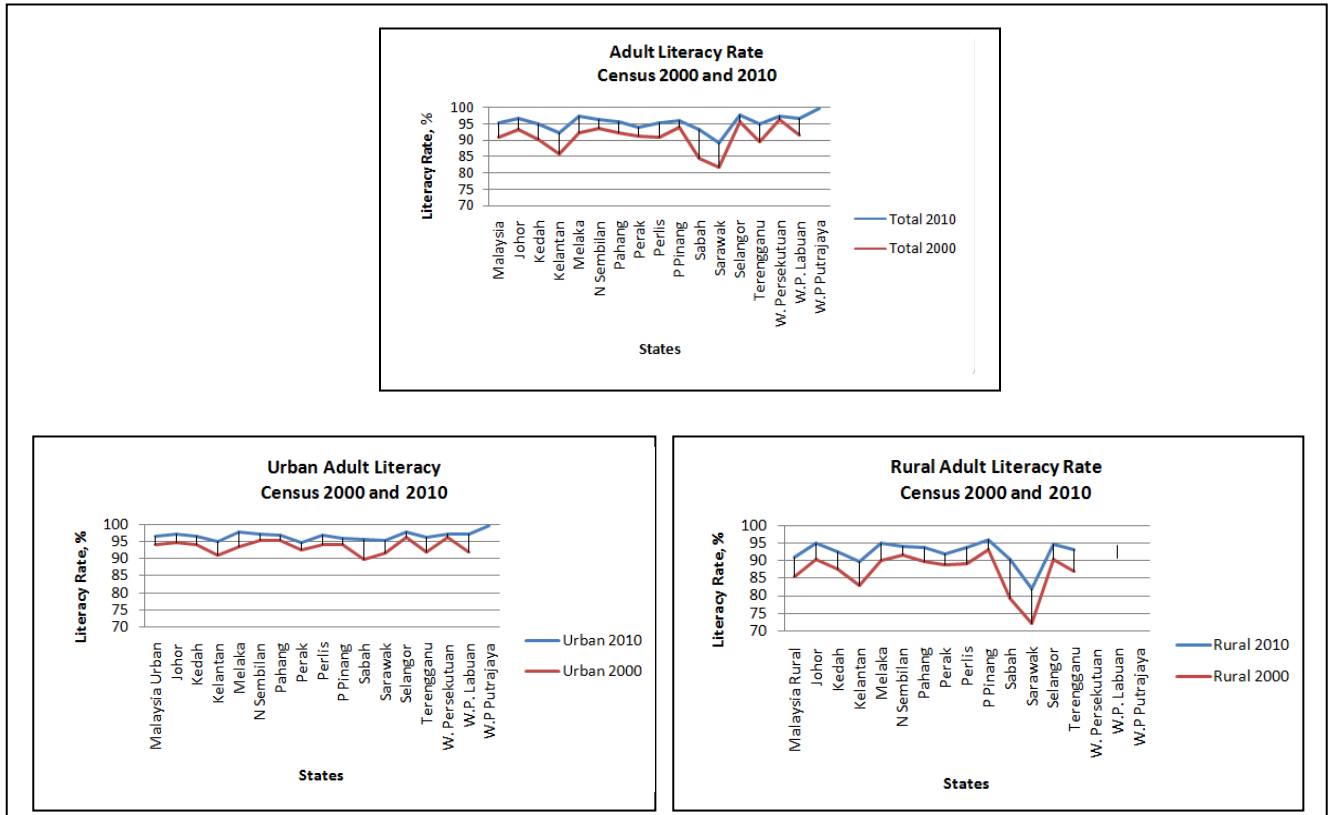 Adult Literacy Rate
Census 2000 and 2010
Literacy Rate, %
100
95
90
85
80
75
70
Malaysia
Johor
Kedah
Kelantan
Melaka
N Sembilan
Pahang
Perak
Perlis
P Pinang
Sabah
Sarawak
Selangor
Terengganu
W. Persekutuan
W.P. Labuan
W.P Putrajaya
States
Total 2010
Total 2000
Urban Adult Literacy
Census 2000 and 2010
Literacy Rate, %
100
95
90
85
80
75
70
Malaysia Urban
Johor
Kedah
Kelantan
Melaka
N Sembilan
Pahang
Perak
Perlis
P Pinang
Sabah
Sarawak
Selangor
Terengganu
W. Persekutuan
W.P. Labuan
W.P Putrajaya
States
Urban 2010
Urban 2000
Rural Adult Literacy Rate
Census 2000 and 2010
Literacy Rate, %
100
95
90
85
80
75
70
Malaysia Rural
Johor
Kedah
Kelantan
Melaka
N Sembilan
Pahang
Perak
Perlis
P Pinang
Sabah
Sarawak
Selangor
Terengganu
W. Persekutuan
W.P. Labuan
W.P Putrajaya
States
Rural 2010
Rural 2000